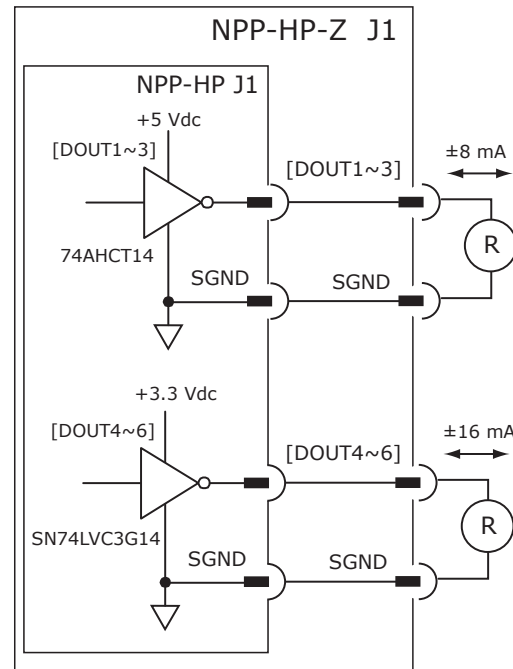 NPP-HP-Z J1
NPP-HP J1
+5 Vdc
[DOUT1~3]
[DOUT1~3]
±8 mA
R
74AHCT14
SGND
SGND
+3.3 Vdc
[DOUT4~6]
[DOUT4~6]
±16 mA
R
SN74LVC3G14
SGND
SGND